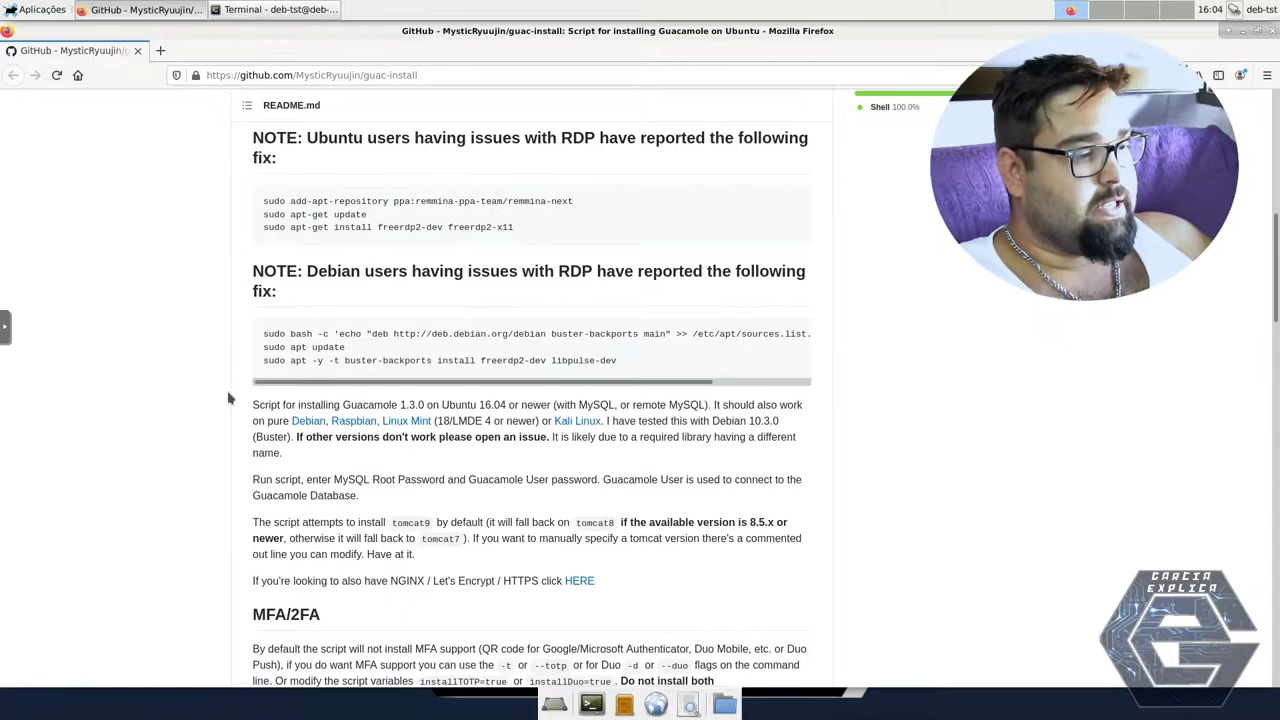 Aplicações
GitHub - MysticRyuujin/...
Terminal - deb-tst@deb-...
16:04
deb-tst
GitHub - MysticRyuujin/guac-install: Script for installing Guacamole on Ubuntu - Mozilla Firefox
GitHub - MysticRyuujin/g
https://github.com/MysticRyuujin/guac-install
README.md
Shell 100.0%
NOTE: Ubuntu users having issues with RDP have reported the following
fix:
sudo add-apt-repository ppa:remmina-ppa-team/remmina-next
sudo apt-get update
sudo apt-get install freerdp2-dev freerdp2-x11
NOTE: Debian users having issues with RDP have reported the following
fix:
sudo bash -c 'echo "deb http://deb.debian.org/debian buster-backports main" >> /etc/apt/sources.list.
sudo apt update
sudo apt -y -t buster-backports install freerdp2-dev libpulse-dev
Script for installing Guacamole 1.3.0 on Ubuntu 16.04 or newer (with MySQL, or remote MySQL). It should also work
on pure Debian, Raspbian, Linux Mint (18/LMDE 4 or newer) or Kali Linux. I have tested this with Debian 10.3.0
(Buster). If other versions don't work please open an issue. It is likely due to a required library having a different
name.
Run script, enter MySQL Root Password and Guacamole User password. Guacamole User is used to connect to the
Guacamole Database.
The script attempts to install tomcat9 by default (it will fall back on tomcat8 if the available version is 8.5.x or
newer, otherwise it will fall back to tomcat7 ). If you want to manually specify a tomcat version there's a commented
out line you can modify. Have at it.
If you're looking to also have NGINX / Let's Encrypt / HTTPS click HERE
MFA/2FA
By default the script will not install MFA support (QR code for Google/Microsoft Authenticator, Duo Mobile, etc. or Duo
Push), if you do want MFA support you can use the -t or --totp or for Duo -d or --duo flags on the command
line. Or modify the script variables installTOTP=true or installDuo=true. Do not install both
GARCIA
EXPLICA